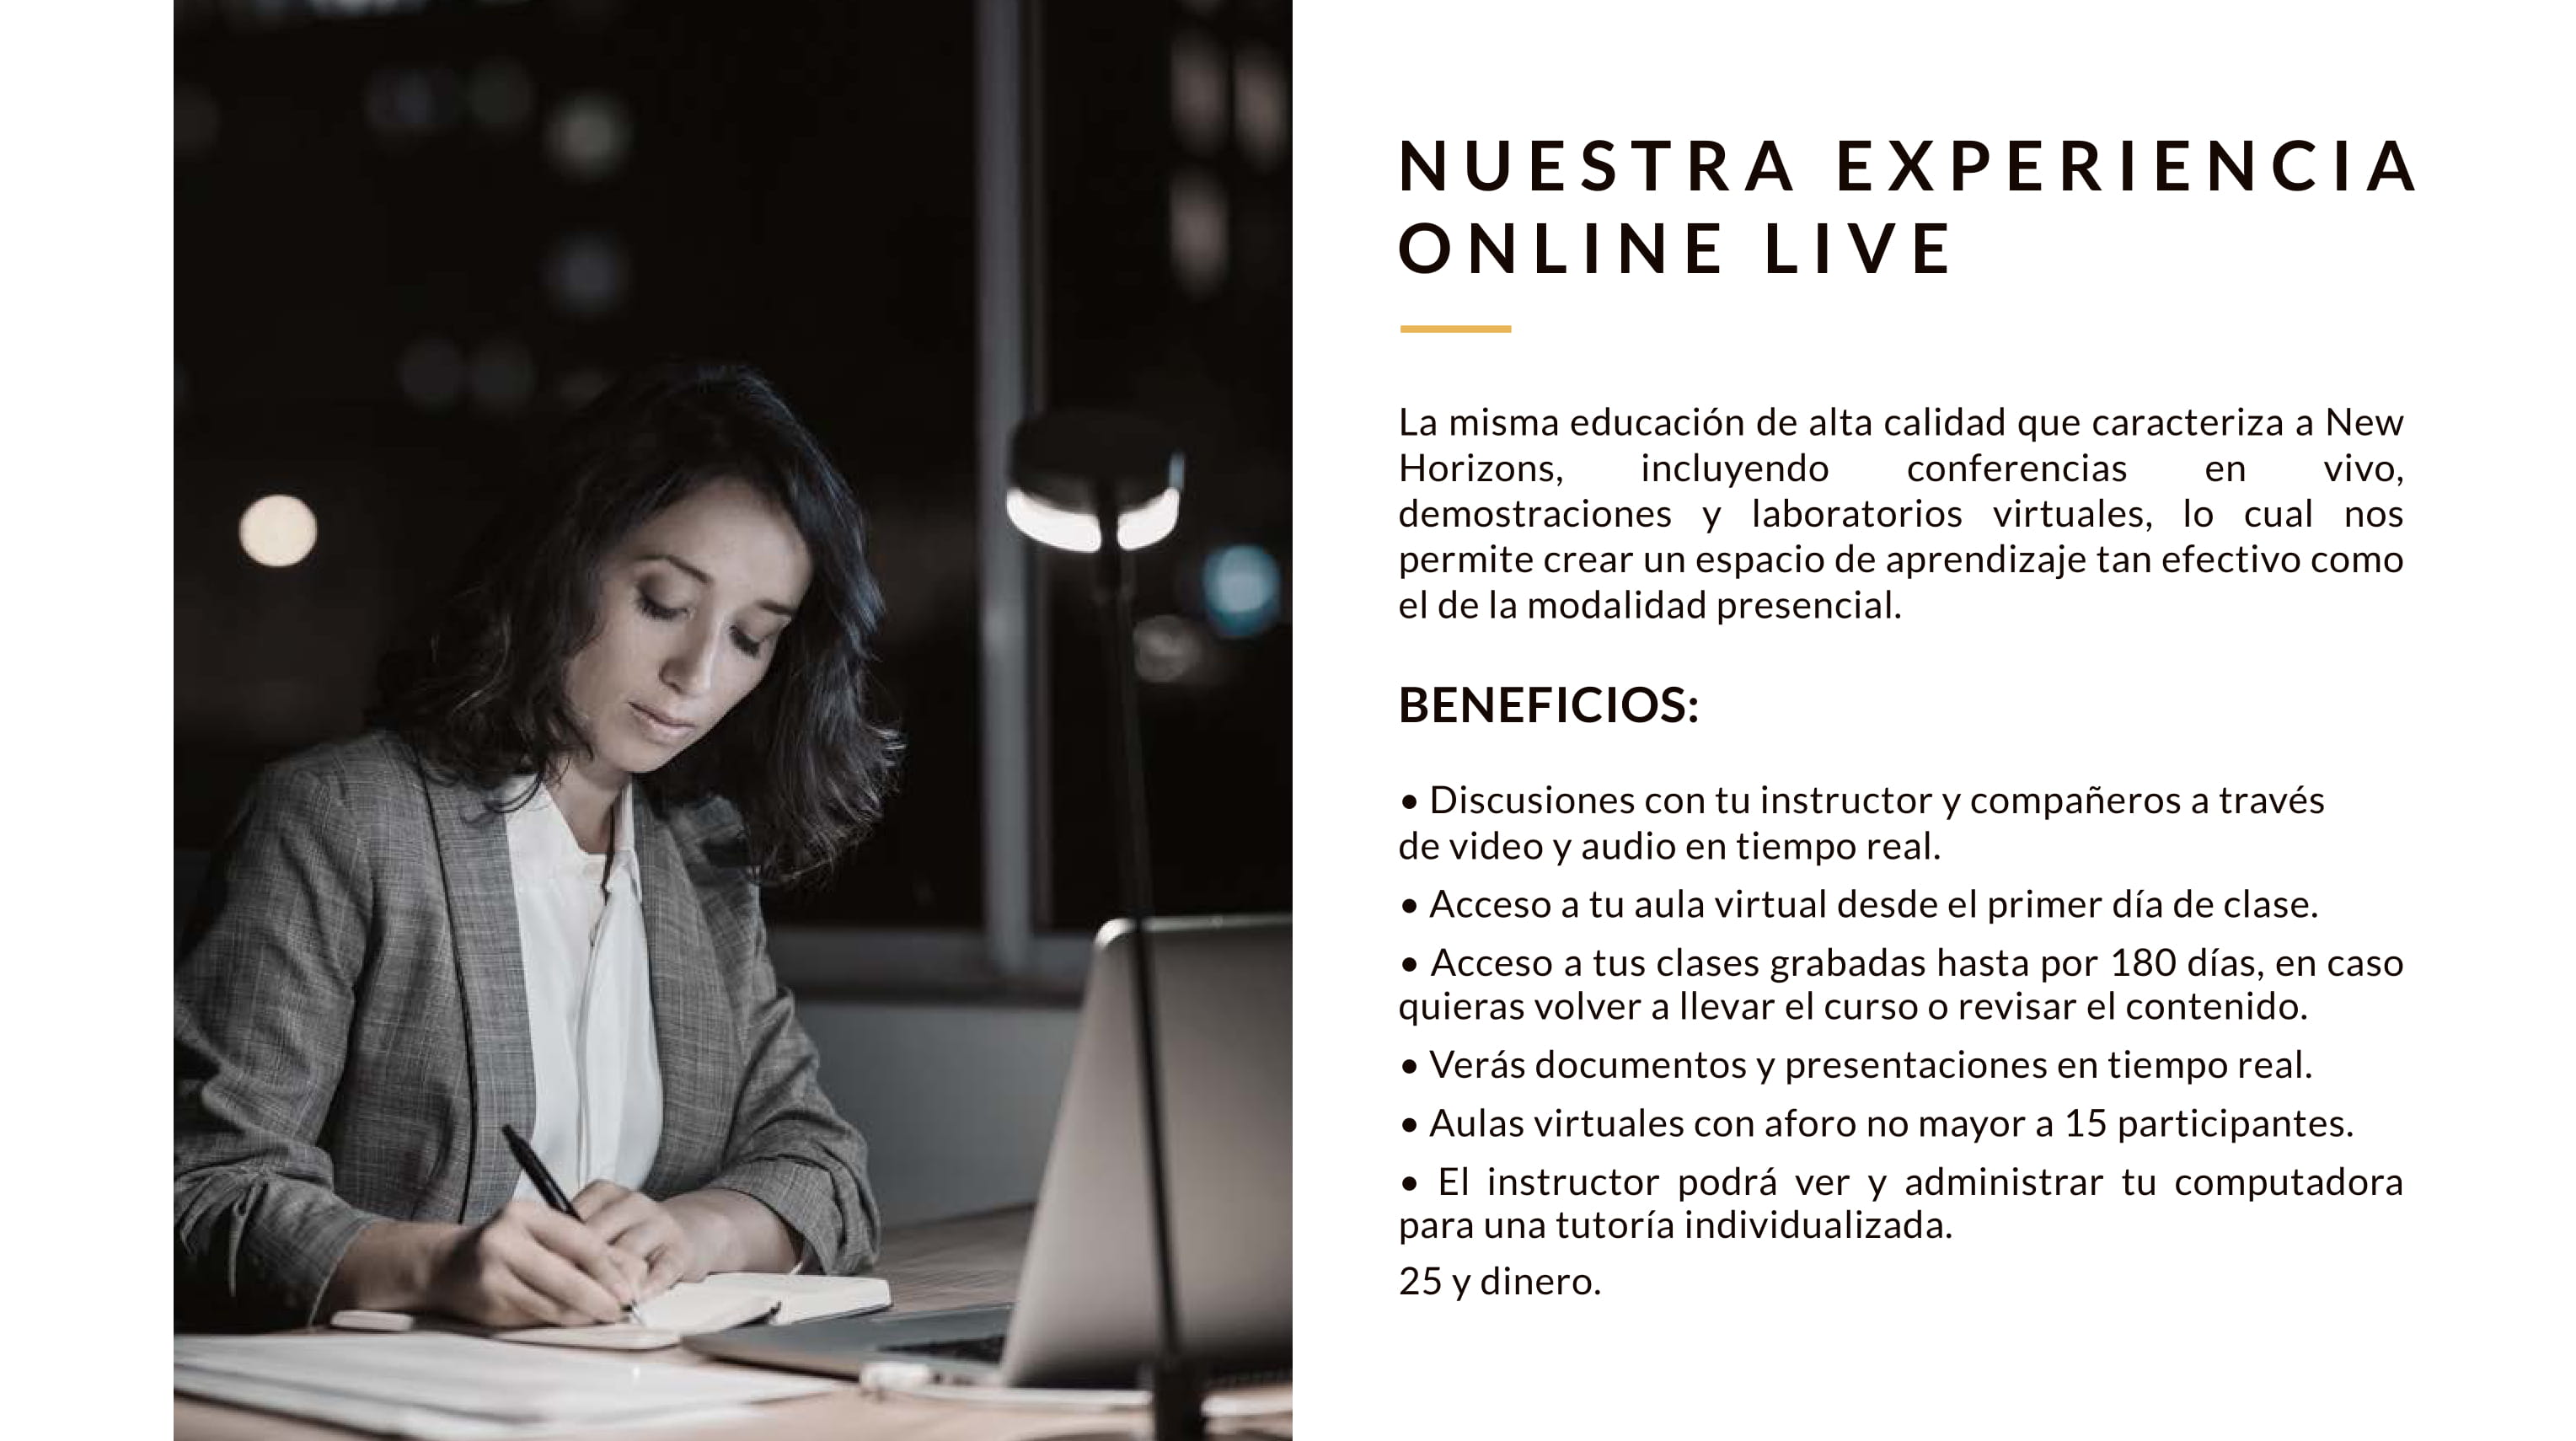 NUESTRA EXPERIENCIA
ONLINE LIVE
La misma educación de alta calidad que caracteriza a New
Horizons, incluyendo conferencias en vivo,
demostraciones y laboratorios virtuales, lo cual nos
permite crear un espacio de aprendizaje tan efectivo como
el de la modalidad presencial.
BENEFICIOS:
• Discusiones con tu instructor y compañeros a través
de video y audio en tiempo real.
• Acceso a tu aula virtual desde el primer día de clase.
• Acceso a tus clases grabadas hasta por 180 días, en caso
quieras volver a llevar el curso o revisar el contenido.
• Verás documentos y presentaciones en tiempo real.
• Aulas virtuales con aforo no mayor a 15 participantes.
• El instructor podrá ver y administrar tu computadora
para una tutoría individualizada.
25 y dinero.